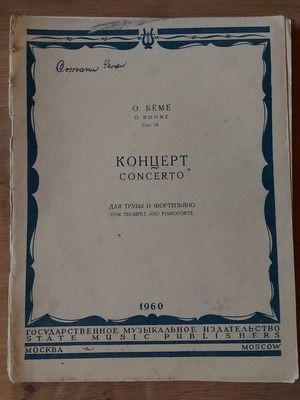 О. БЁМЕ
O. BOHME
Соч. 18
КОНЦЕРТ
CONCERTO
ДЛЯ ТРУБЫ И ФОРТЕПЬЯНО
FOR TRUMPET AND PIANOFORTE
1960
ГОСУДАРСТВЕННОЕ МУЗЫКАЛЬНОЕ ИЗДАТЕЛЬСТВО
STATE MUSIC PUBLISHERS
МОСКВА MOSCOW